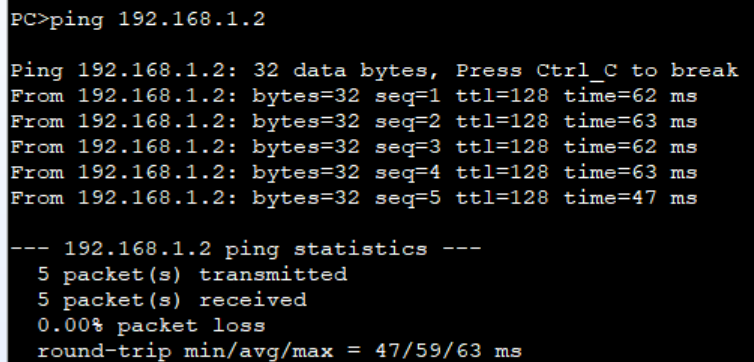 PC>ping 192.168.1.2
Ping 192.168.1.2: 32 data bytes, Press Ctrl_C to break
From 192.168.1.2: bytes=32 seq=1 ttl=128 time=62 ms
From 192.168.1.2: bytes=32 seq=2 ttl=128 time=63 ms
From 192.168.1.2: bytes=32 seq=3 ttl=128 time=62 ms
From 192.168.1.2: bytes=32 seq=4 ttl=128 time=63 ms
From 192.168.1.2: bytes=32 seq=5 ttl=128 time=47 ms
--- 192.168.1.2 ping statistics ---
5 packet(s) transmitted
5 packet(s) received
0.00% packet loss
round-trip min/avg/max = 47/59/63 ms